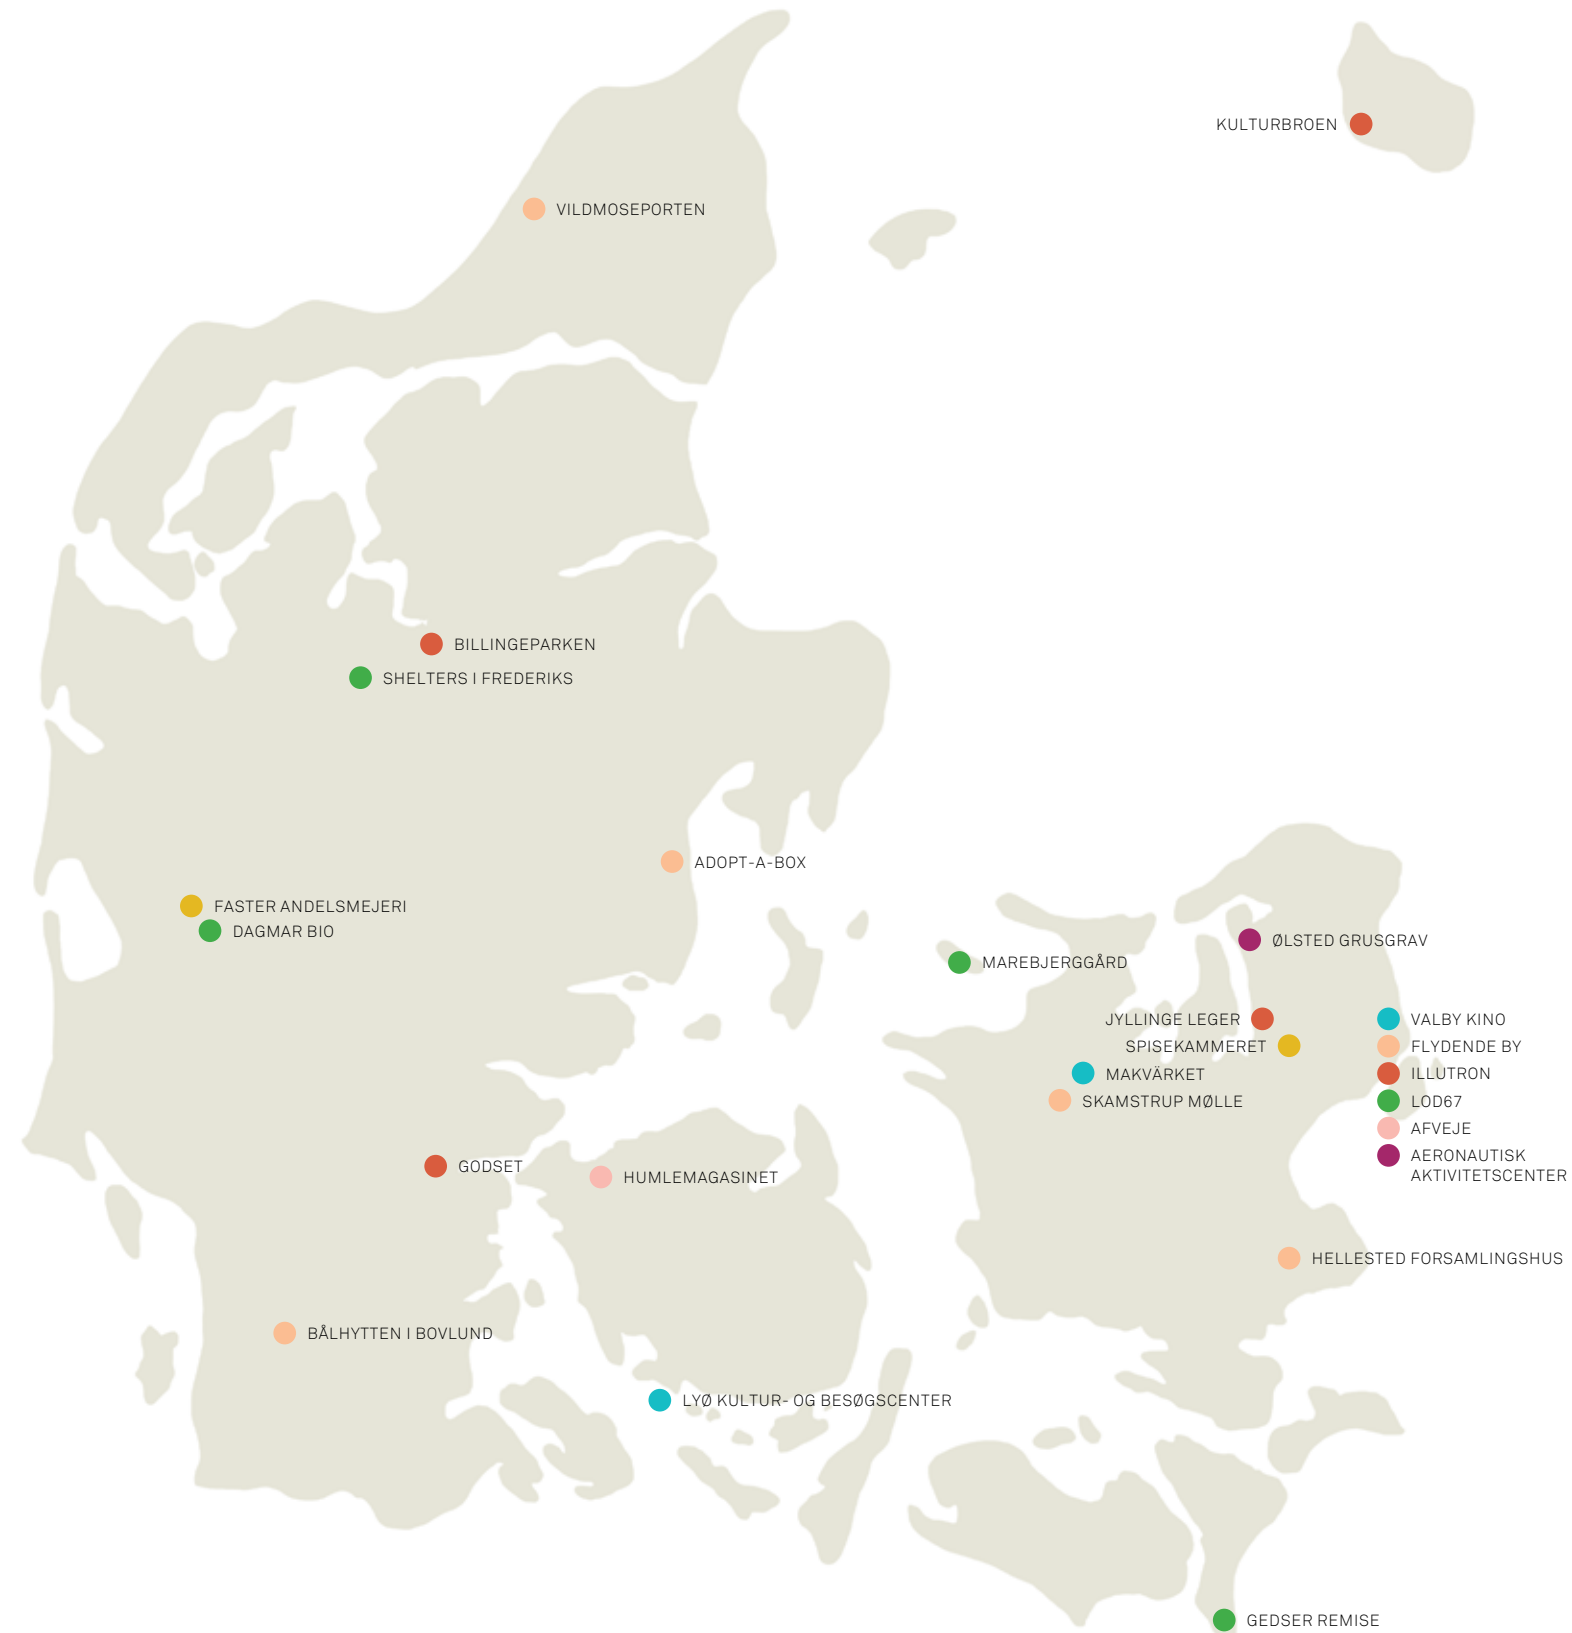 KULTURBROEN
VILDMOSEPORTEN
BILLINGEPARKEN
SHELTERS I FREDERIKS
ADOPT-A-BOX
FASTER ANDELSMEJERI
DAGMAR BIO
ØLSTED GRUSGRAV
MAREBJERGGÅRD
JYLLINGE LEGER
VALBY KINO
SPISEKAMMERET
FLYDENDE BY
MAKVÄRKET
ILLUTRON
SKAMSTRUP MØLLE
LOD67
AFVEJE
AERONAUTISK
AKTIVITETSCENTER
GODSET
HUMLEMAGASINET
HELLESTED FORSAMLINGSHUS
BÅLHYTTEN I BOVLUND
LYØ KULTUR- OG BESØGSCENTER
GEDSER REMISE